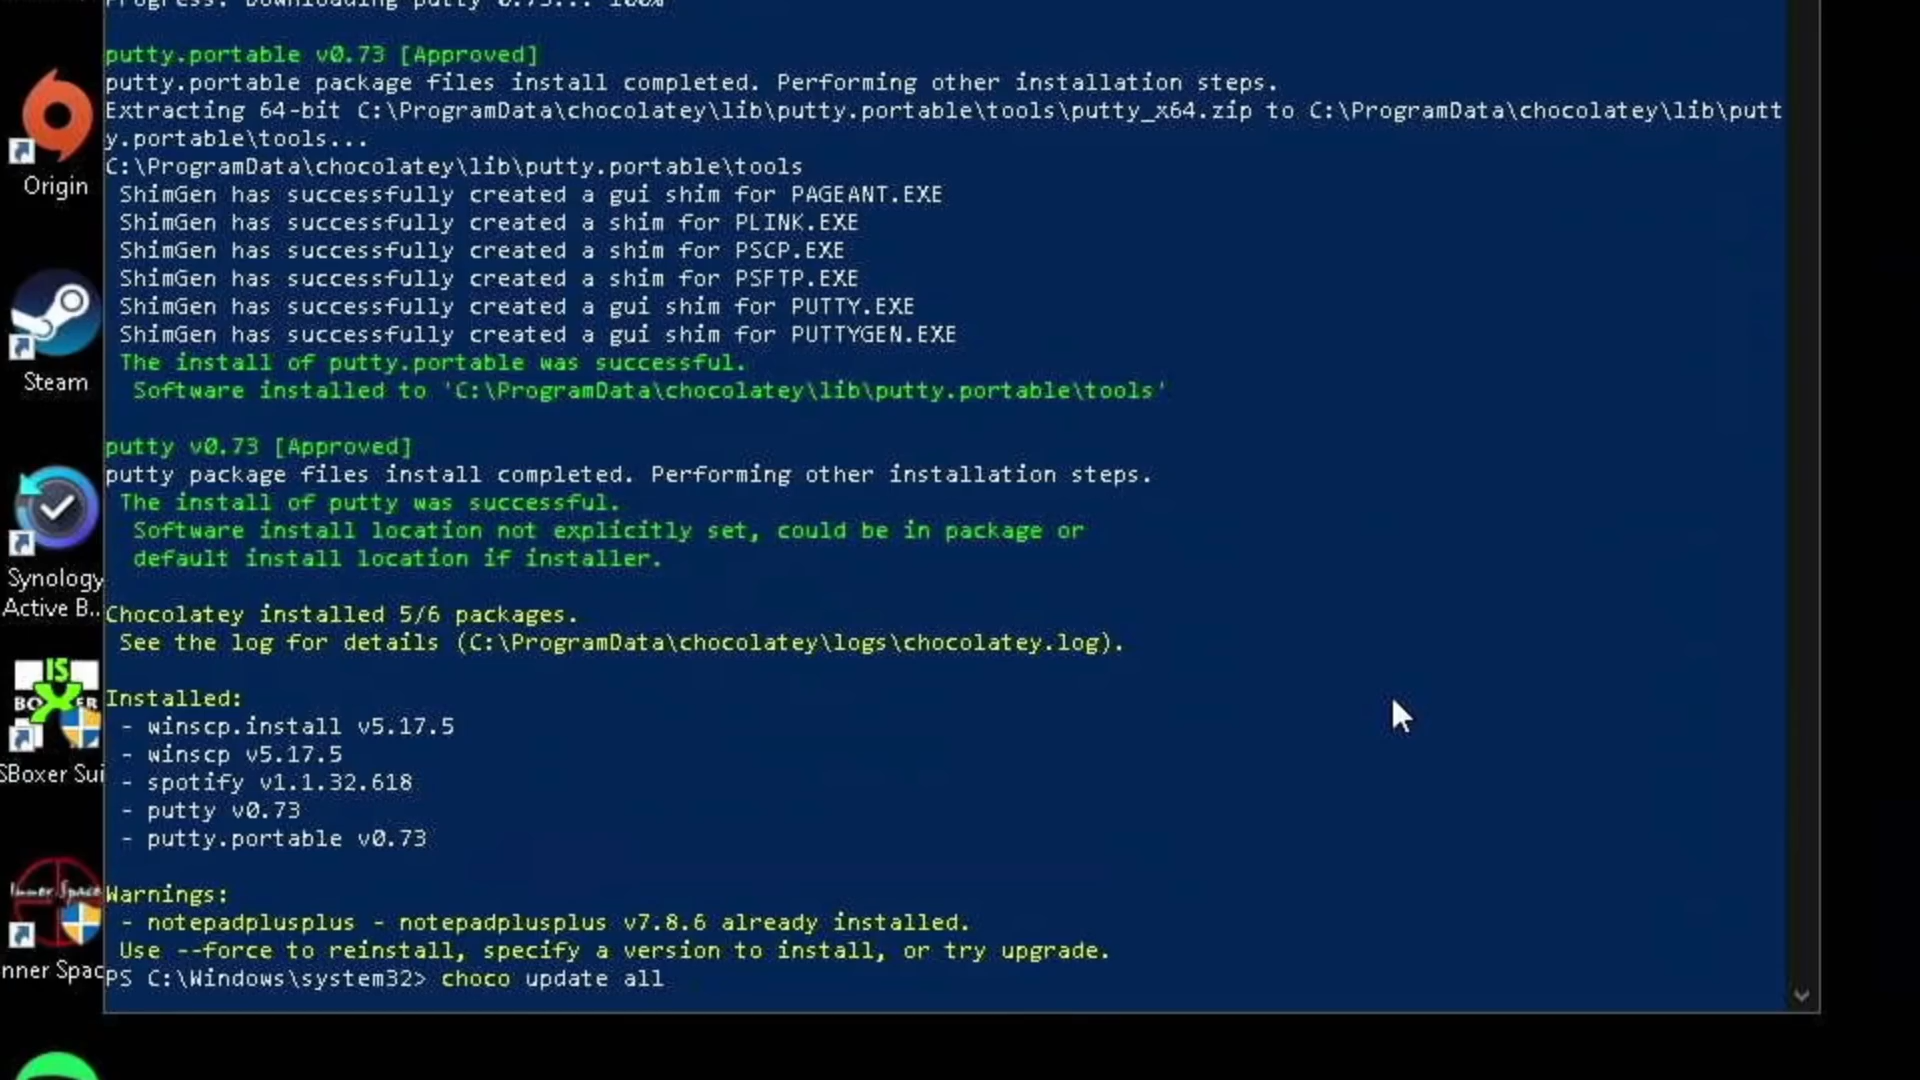 Progress: Downloading putty 0.73... 100%
putty.portable v0.73 [Approved]
putty.portable package files install completed. Performing other installation steps.
Extracting 64-bit C:\ProgramData\chocolatey\lib\putty.portable\tools\putty_x64.zip to C:\ProgramData\chocolatey\lib\putt
y.portable\tools...
C:\ProgramData\chocolatey\lib\putty.portable\tools
ShimGen has successfully created a gui shim for PAGEANT.EXE
ShimGen has successfully created a shim for PLINK.EXE
ShimGen has successfully created a shim for PSCP.EXE
ShimGen has successfully created a shim for PSFTP.EXE
ShimGen has successfully created a gui shim for PUTTY.EXE
ShimGen has successfully created a gui shim for PUTTYGEN.EXE
The install of putty.portable was successful.
Software installed to 'C:\ProgramData\chocolatey\lib\putty.portable\tools'
putty v0.73 [Approved]
putty package files install completed. Performing other installation steps.
The install of putty was successful.
Software install location not explicitly set, could be in package or
default install location if installer.
Chocolatey installed 5/6 packages.
See the log for details (C:\ProgramData\chocolatey\logs\chocolatey.log).
Installed:
- winscp.install v5.17.5
- winscp v5.17.5
- spotify v1.1.32.618
- putty v0.73
- putty.portable v0.73
Warnings:
- notepadplusplus - notepadplusplus v7.8.6 already installed.
Use --force to reinstall, specify a version to install, or try upgrade.
PS C:\Windows\system32> choco update all
Origin
Steam
Synology
Active B..
IS
BOXER
SBoxer Sui
Inner Space
nner Spac